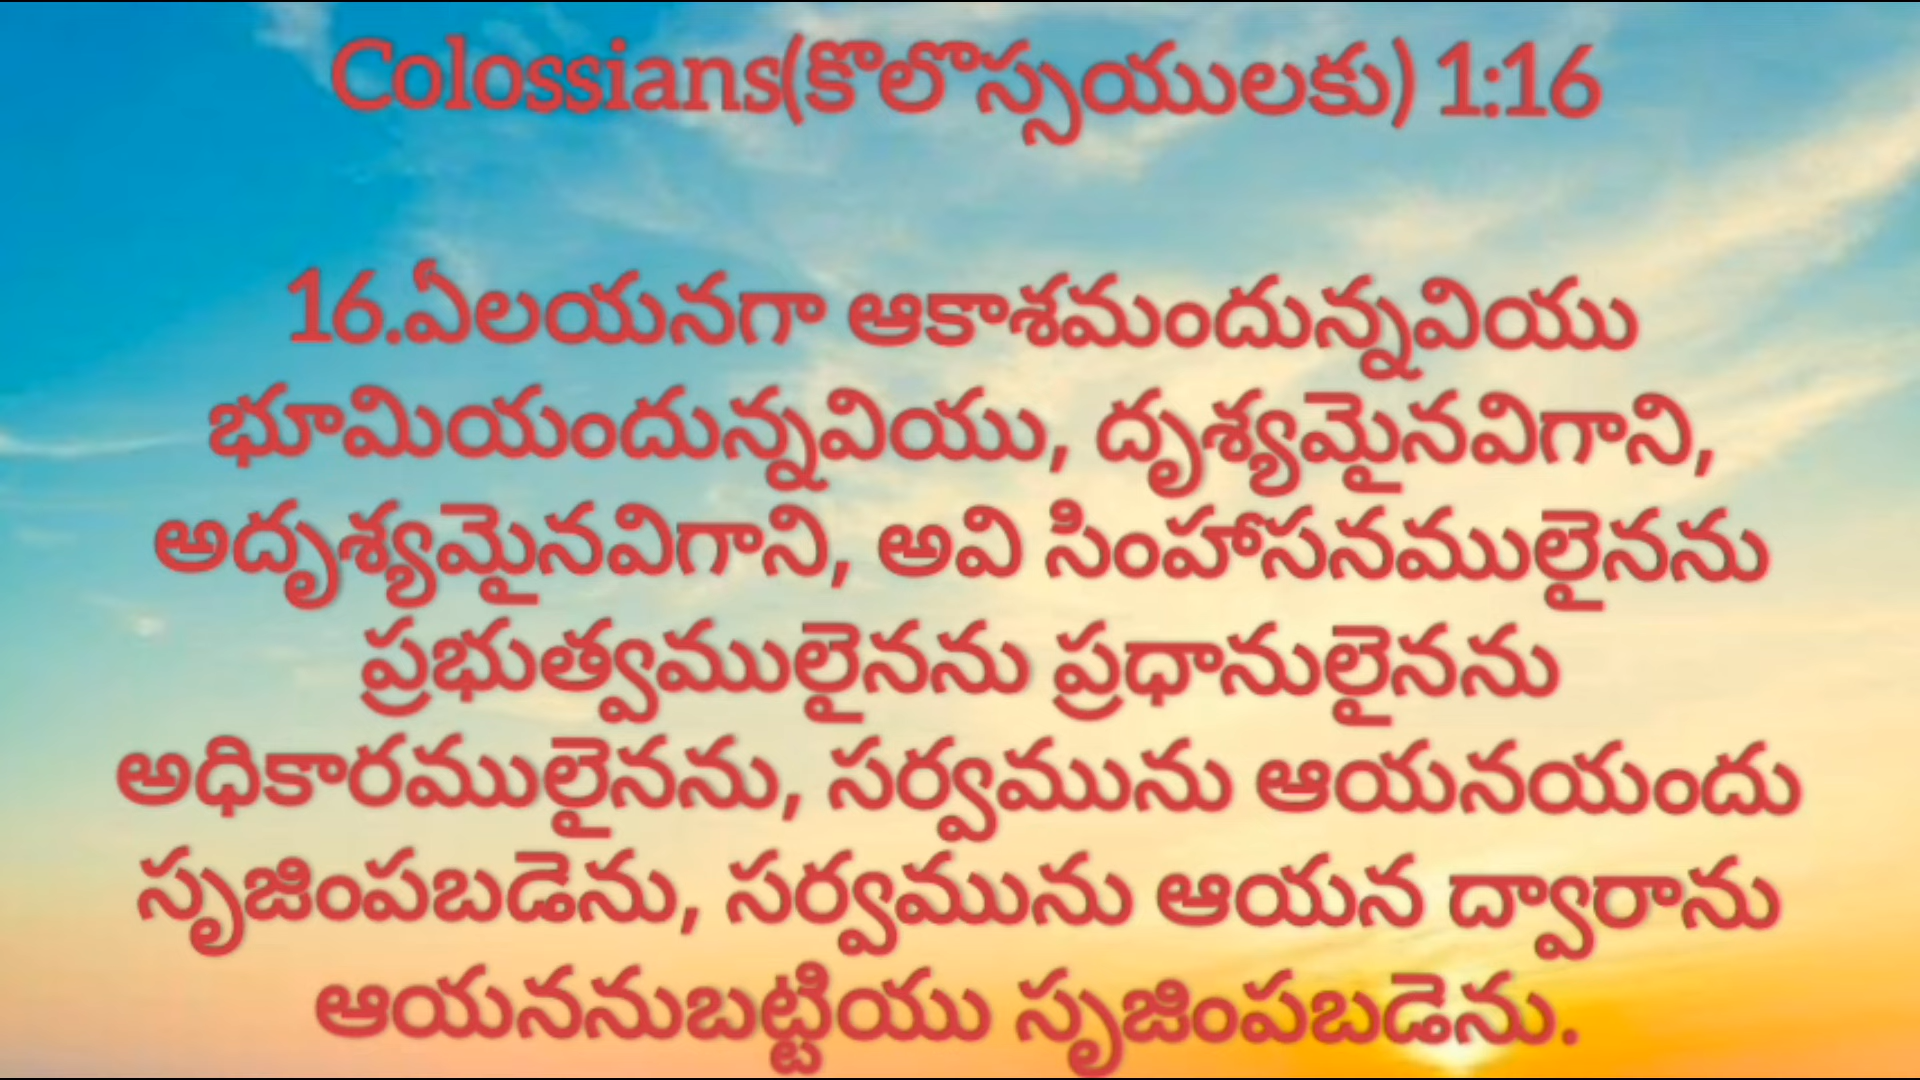 Colossians(కొలొస్సయులకు) 1:16
16.ఏలయనగా ఆకాశమందున్నవియు
భూమియందున్నవియు, దృశ్యమైనవిగాని,
అదృశ్యమైనవిగాని, అవి సింహాసనములైనను
ప్రభుత్వములైనను ప్రధానులైనను
అధికారములైనను, సర్వమును ఆయనయందు
సృజింపబడెను, సర్వమును ఆయన ద్వారాను
ఆయననుబట్టియు సృజింపబడెను.